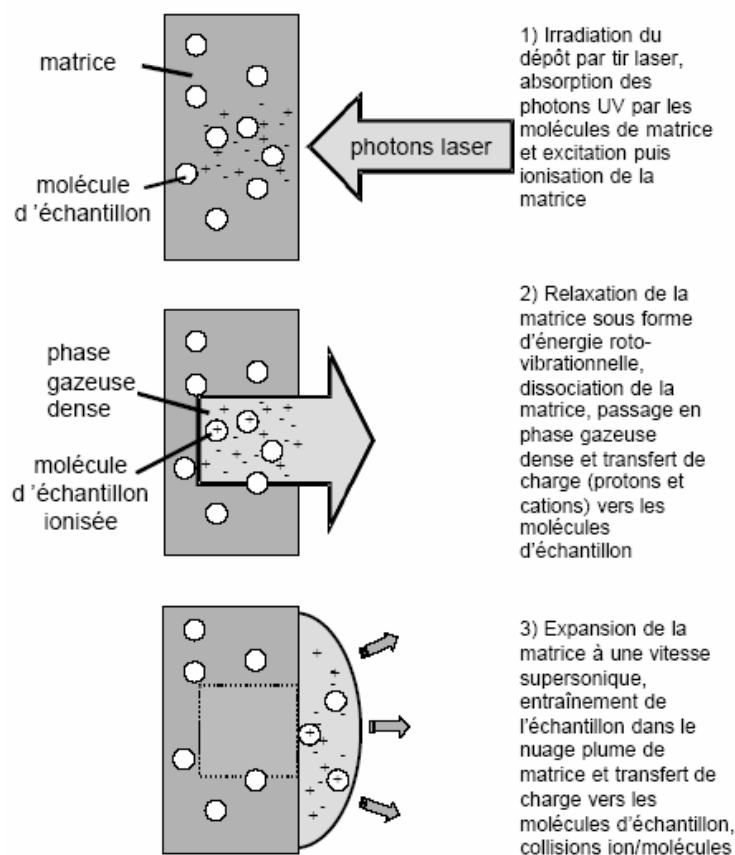 matrice
molécule
d 'échantillon
photons laser
1) Irradiation du
dépôt par tir laser,
absorption des
photons UV par les
molécules de matrice
et excitation puis
ionisation de la
matrice
phase
gazeuse
dense
molécule
d 'échantillon
ionisée
2) Relaxation de la
matrice sous forme
d'énergie roto-
vibrationnelle,
dissociation de la
matrice, passage en
phase gazeuse
dense et transfert de
charge (protons et
cations) vers les
molécules
d'échantillon
3) Expansion de la
matrice à une vitesse
supersonique,
entraînement de
l'échantillon dans le
nuage plume de
matrice et transfert de
charge vers les
molécules d'échantillon,
collisions ion/molécules